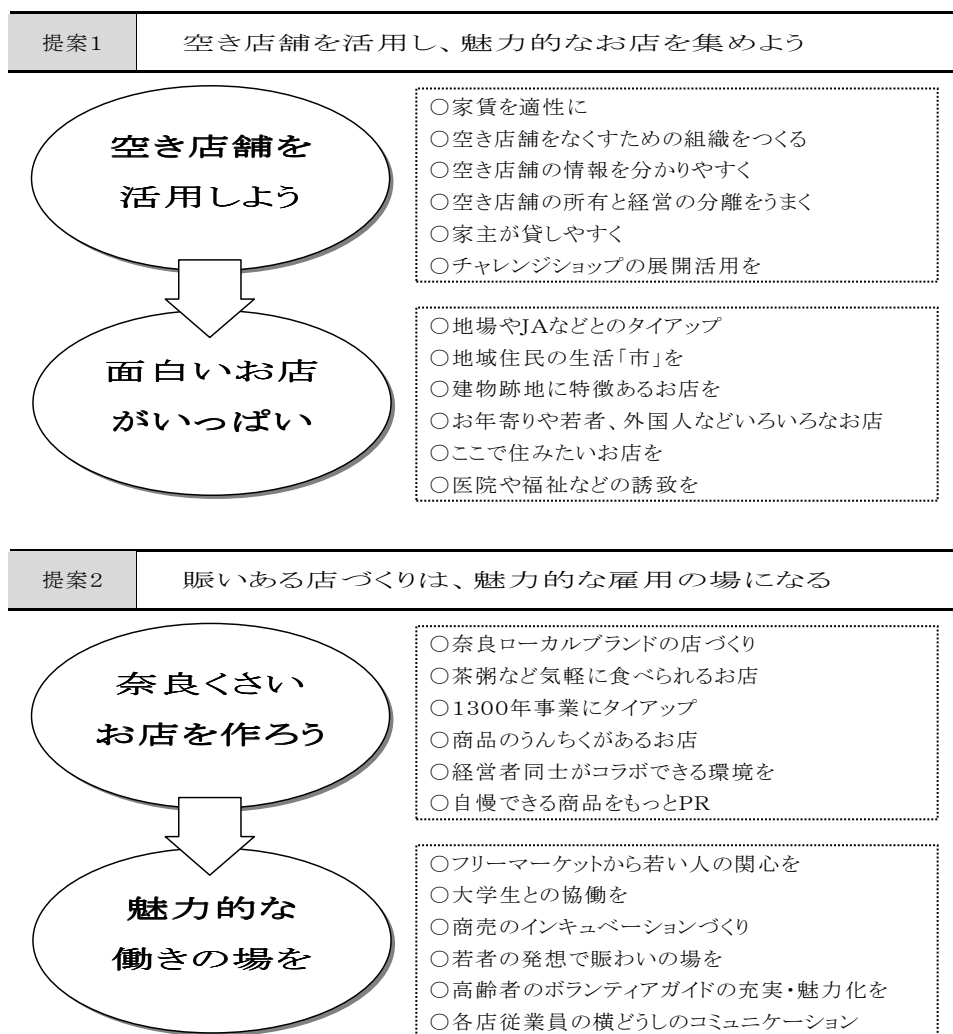 提案1
空き店舗を活用し、魅力的なお店を集めよう
空き店舗を
活用しよう
○家賃を適性に
○空き店舗をなくすための組織をつくる
○空き店舗の情報を分かりやすく
○空き店舗の所有と経営の分離をうまく
○家主が貸しやすく
○チャレンジショップの展開活用を
面白いお店
がいっぱい
○地場やJAなどとのタイアップ
○地域住民の生活「市」を
○建物跡地に特徴あるお店を
○お年寄りや若者、外国人などいろいろなお店
○ここで住みたいお店を
○医院や福祉などの誘致を
提案2
賑いある店づくりは、魅力的な雇用の場になる
奈良くさい
お店を作ろう
○奈良ローカルブランドの店づくり
○茶粥など気軽に食べられるお店
○1300年事業にタイアップ
○商品のうんちくがあるお店
○経営者同士がコラボできる環境を
○自慢できる商品をもっとPR
魅力的な
働きの場を
○フリーマーケットから若い人の関心を
○大学生との協働を
○商売のインキュベーションづくり
○若者の発想で賑わいの場を
○高齢者のボランティアガイドの充実・魅力化を
○各店従業員の横どうしのコミュニケーション